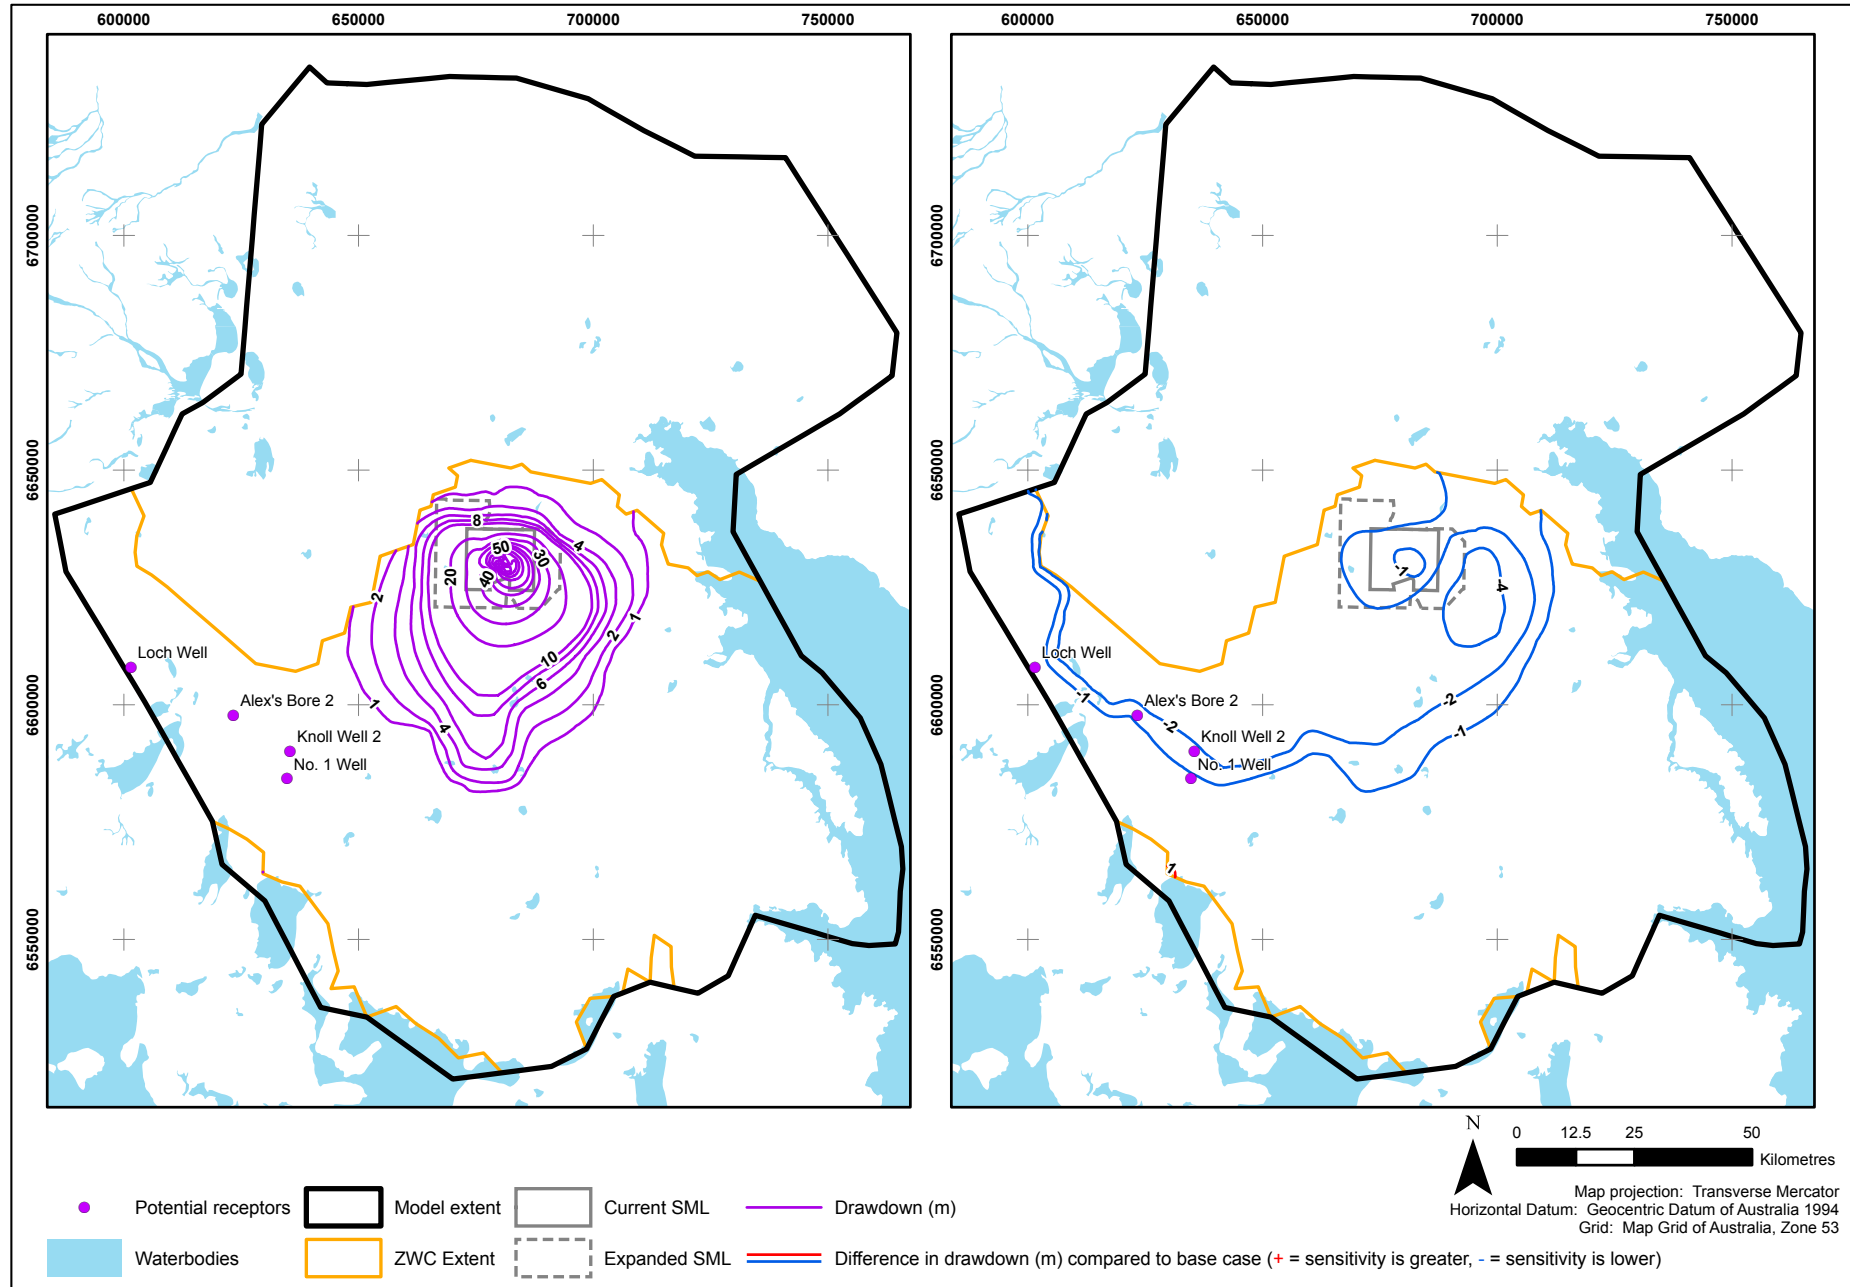 600000 650000 700000 750000
600000 650000 700000 750000
6700000
6650000
6600000
6550000
8
4
50
30
20
40
2
10
6
2
1
1
4
Loch Well
Alex's Bore 2
Knoll Well 2
No. 1 Well
6700000
6650000
6600000
6550000
-1
-4
-2
-1
-1
-2
1
Loch Well
Alex's Bore 2
Knoll Well 2
No. 1 Well
N
0 12.5 25 50
Kilometres
Map projection: Transverse Mercator
Horizontal Datum: Geocentric Datum of Australia 1994
Grid: Map Grid of Australia, Zone 53
Potential receptors Model extent Current SML Drawdown (m)
Waterbodies ZWC Extent Expanded SML Difference in drawdown (m) compared to base case (+ = sensitivity is greater, - = sensitivity is lower)